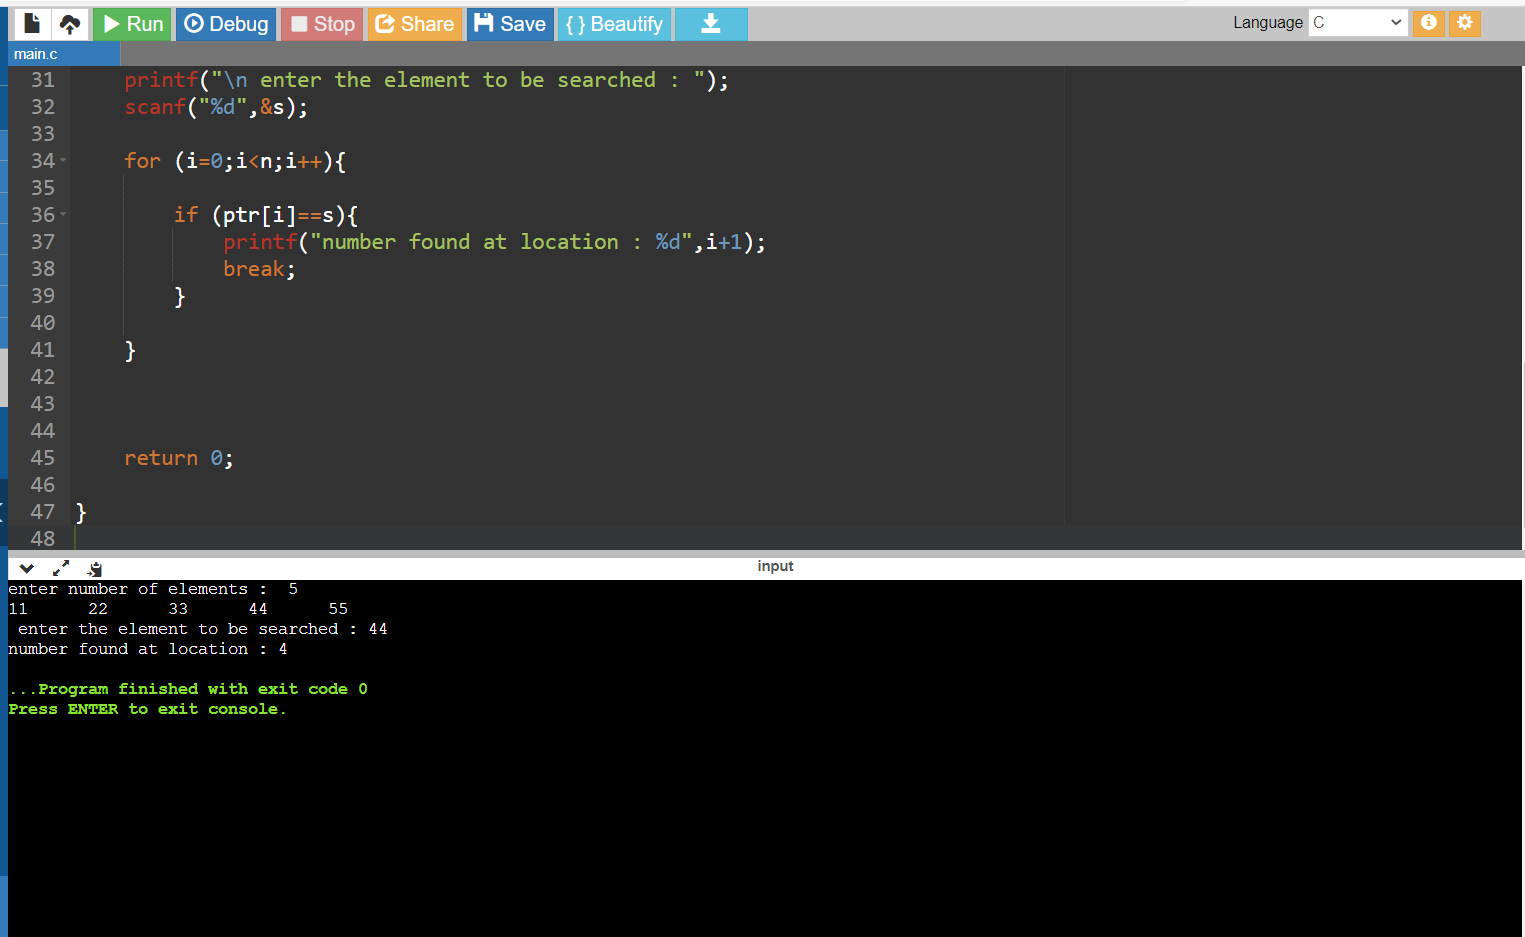 Run Debug Stop Share Save { } Beautify Language C
main.c
31 printf("\n enter the element to be searched : ");
32 scanf("%d",&s);
33
34 for (i=0;i<n;i++){
35
36 if (ptr[i]==s){
37 printf("number found at location : %d",i+1);
38 break;
39 }
40
41 }
42
43
44
45 return 0;
46
47 }
48
input
enter number of elements :  5
11      22      33      44      55
 enter the element to be searched : 44
number found at location : 4
...Program finished with exit code 0
Press ENTER to exit console.